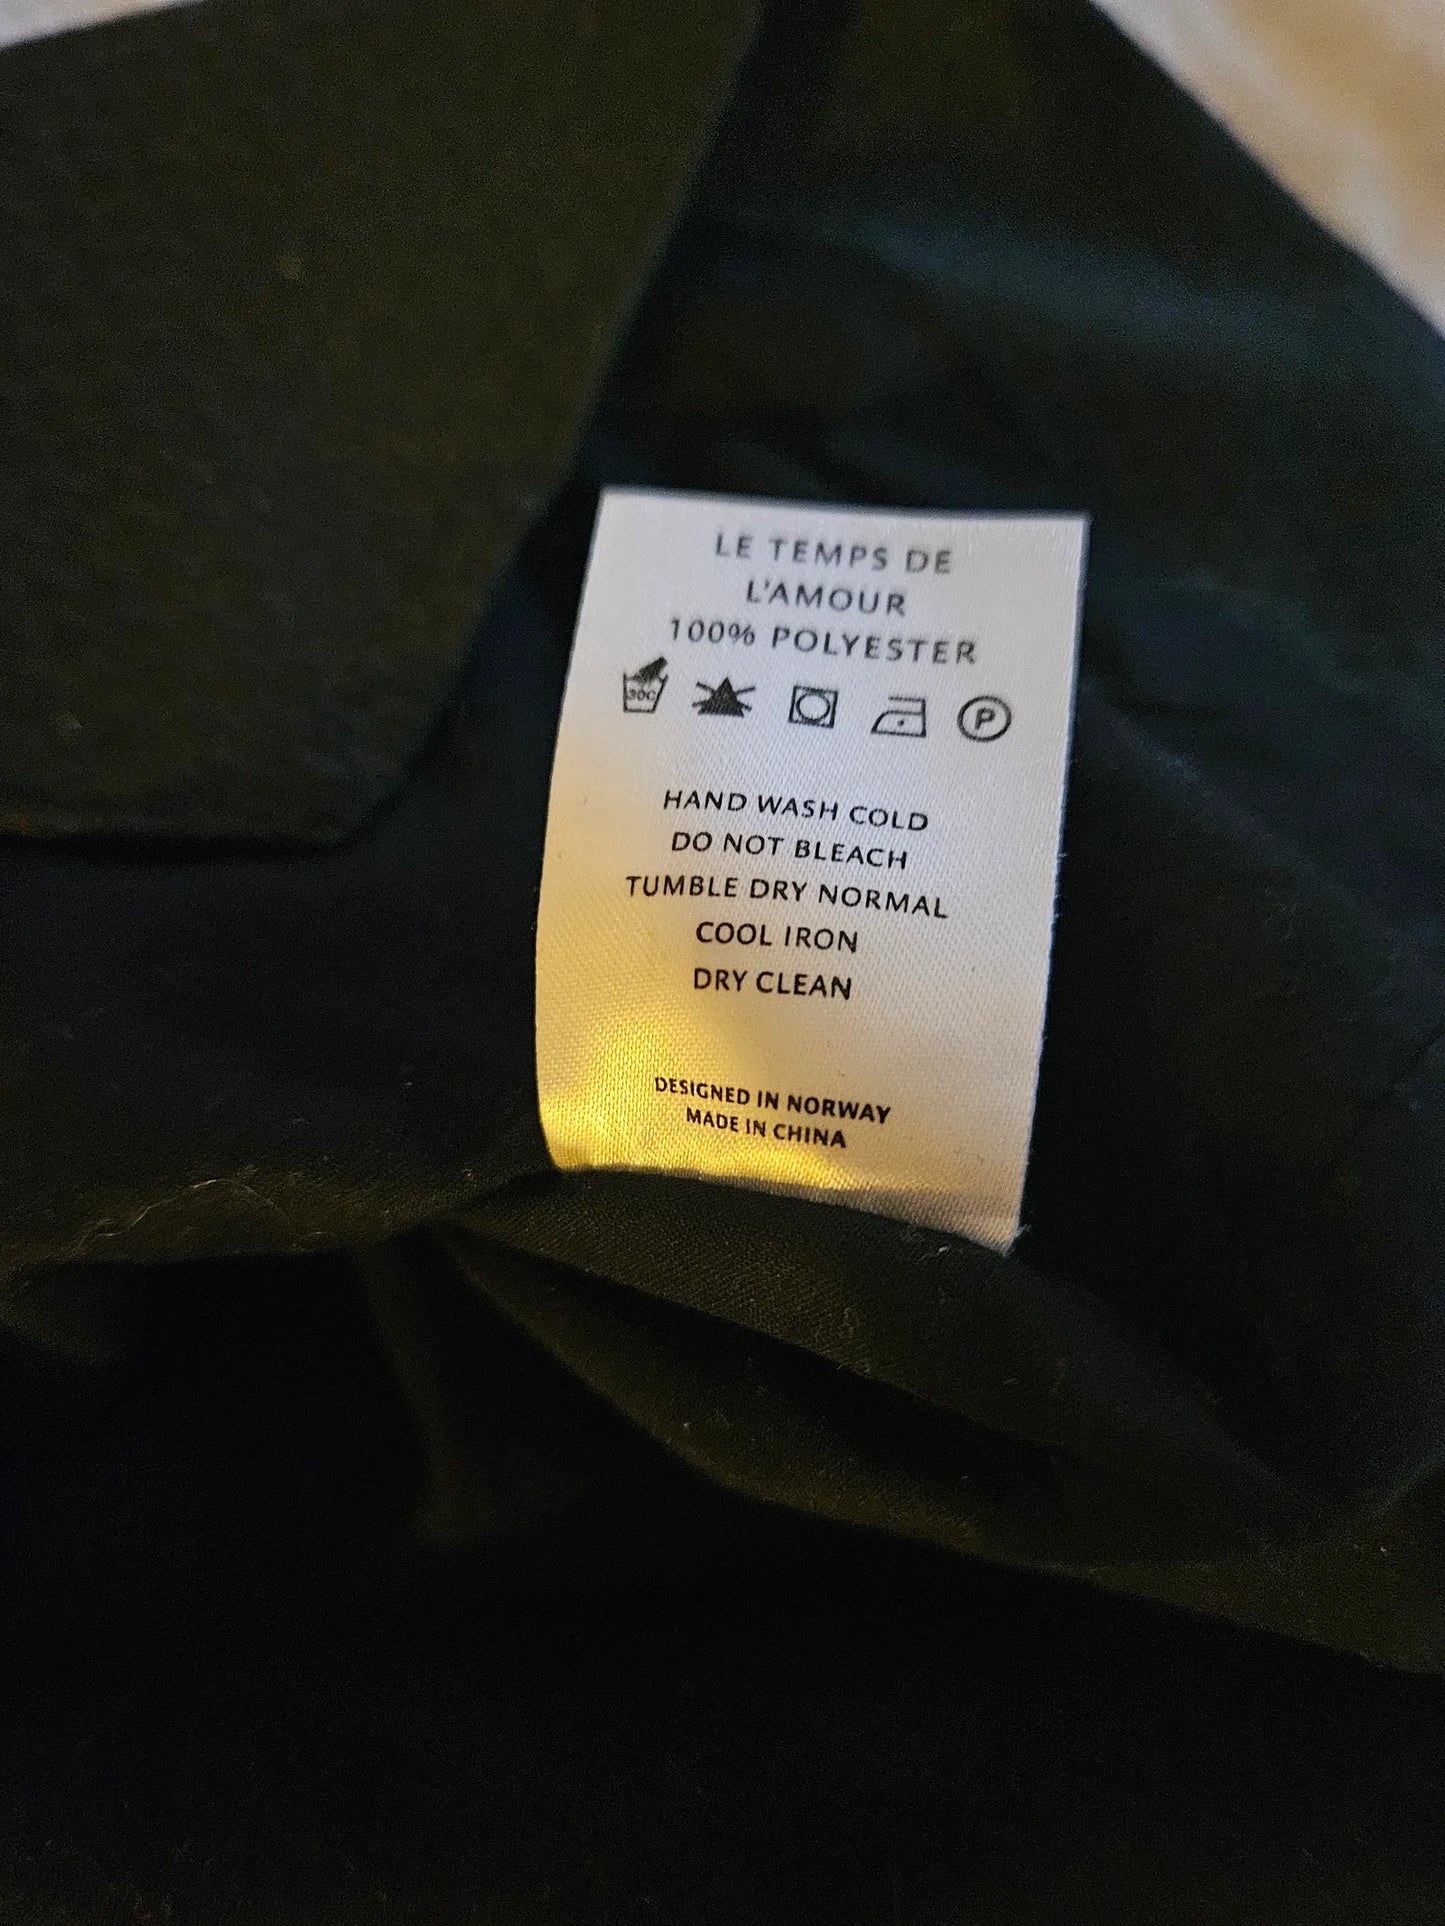 LE TEMPS DE
L'AMOUR
100% POLYESTER
30C P
HAND WASH COLD
DO NOT BLEACH
TUMBLE DRY NORMAL
COOL IRON
DRY CLEAN
DESIGNED IN NORWAY
MADE IN CHINA